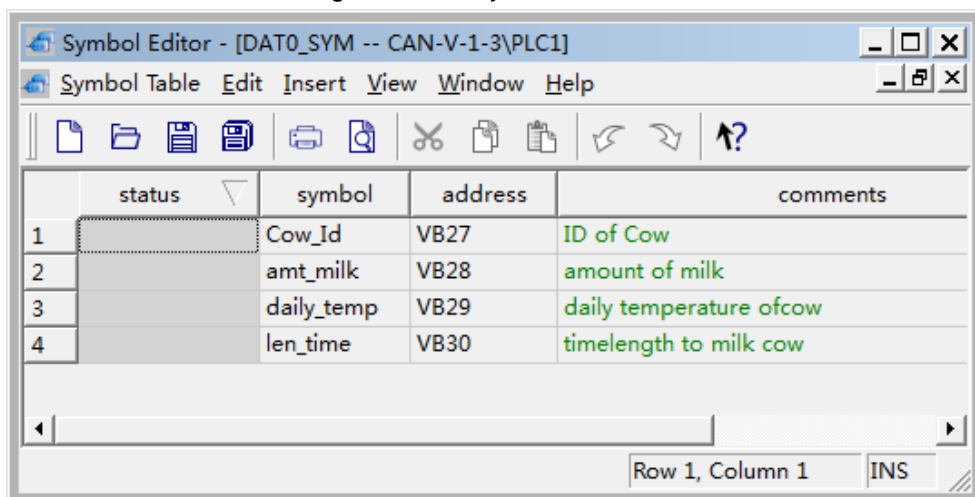 Symbol Editor - [DAT0_SYM -- CAN-V-1-3\PLC1]
Symbol Table Edit Insert View Window Help
status symbol address comments
1 Cow_Id VB27 ID of Cow
2 amt_milk VB28 amount of milk
3 daily_temp VB29 daily temperature ofcow
4 len_time VB30 timelength to milk cow
Row 1, Column 1 INS